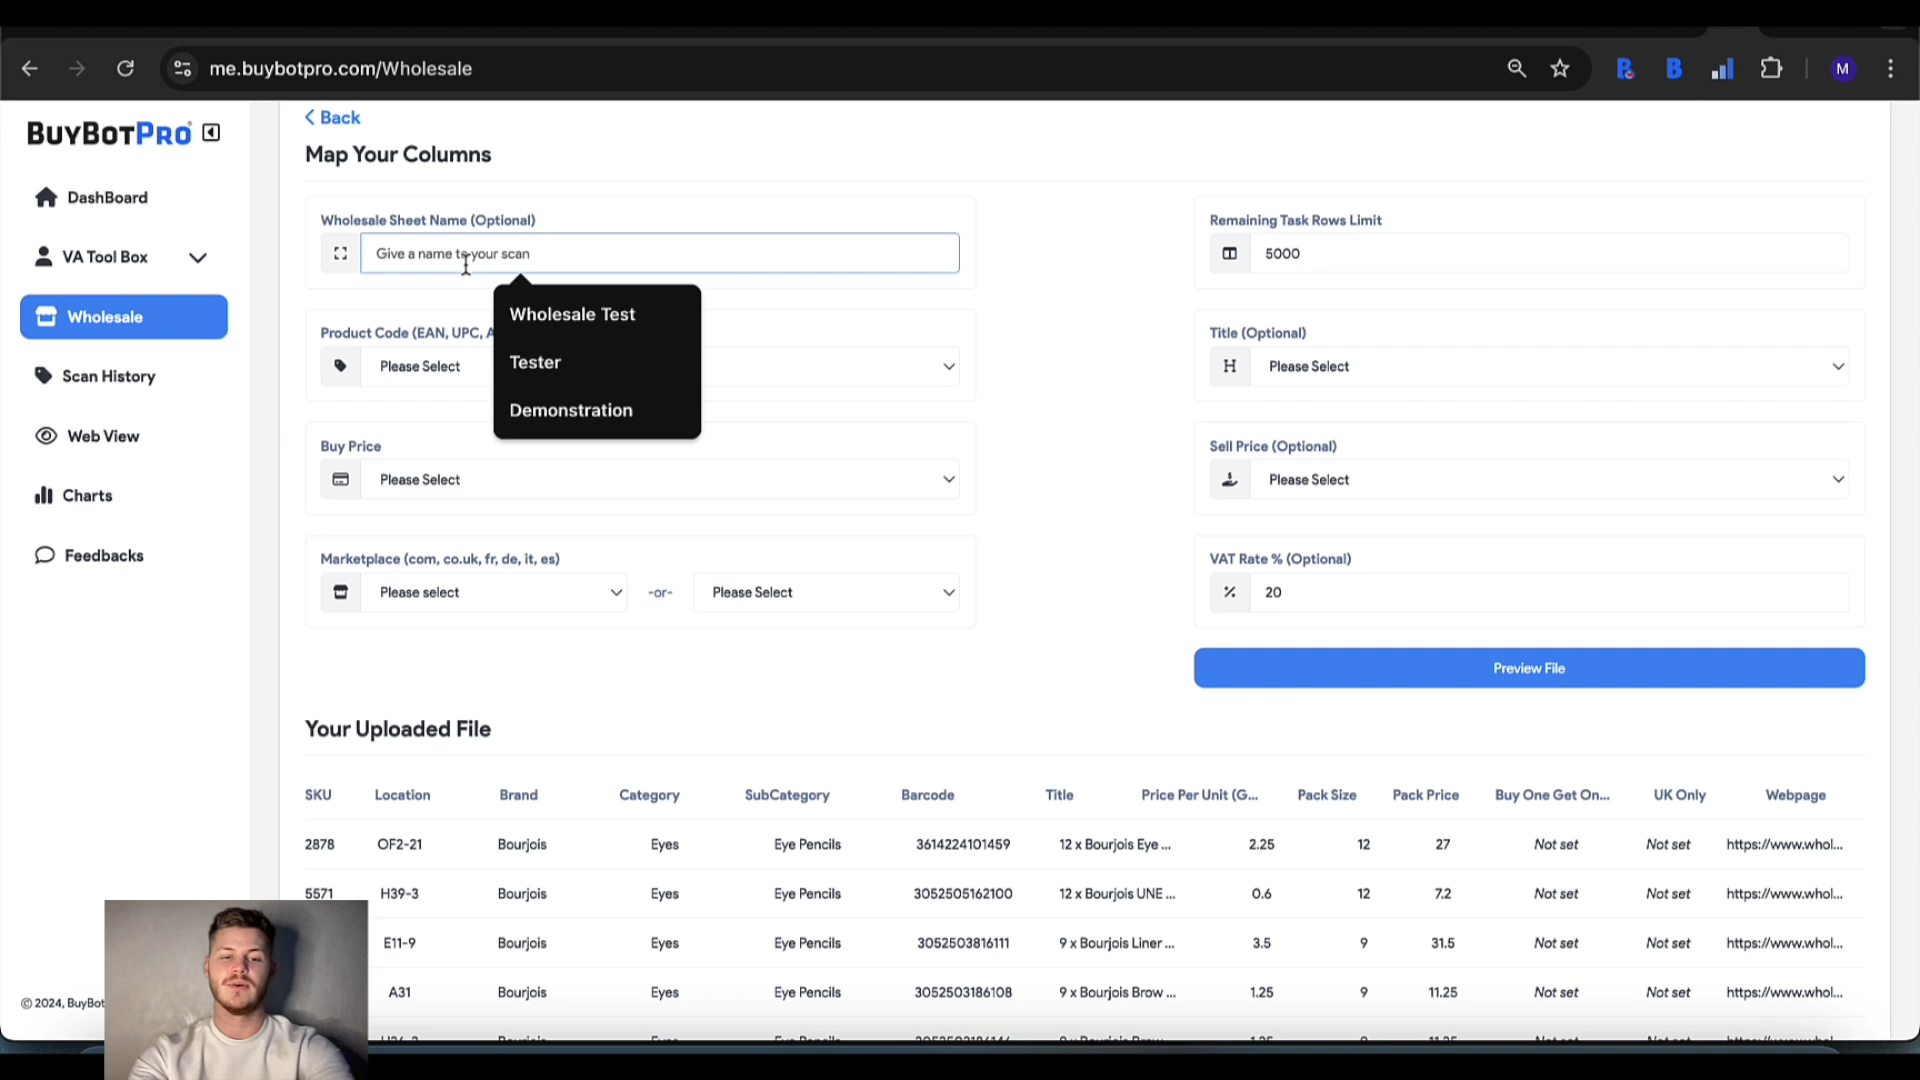 me.buybotpro.com/Wholesale
M
BUYBOTPRO
DashBoard
VA Tool Box
Wholesale
Scan History
Web View
Charts
Feedbacks
© 2024, BuyBot
Back
Map Your Columns
Wholesale Sheet Name (Optional)
Give a name to your scan
Remaining Task Rows Limit
5000
Wholesale Test
Tester
Demonstration
Product Code (EAN, UPC, A
Please Select
Title (Optional)
Please Select
Buy Price
Please Select
Sell Price (Optional)
Please Select
Marketplace (com, co.uk, fr, de, it, es)
Please select -or- Please Select
VAT Rate % (Optional)
20
Preview File
Your Uploaded File
SKU Location Brand Category SubCategory Barcode Title Price Per Unit (G... Pack Size Pack Price Buy One Get On... UK Only Webpage
2878 OF2-21 Bourjois Eyes Eye Pencils 3614224101459 12 x Bourjois Eye ... 2.25 12 27 Not set Not set https://www.whol...
5571 H39-3 Bourjois Eyes Eye Pencils 3052505162100 12 x Bourjois UNE ... 0.6 12 7.2 Not set Not set https://www.whol...
E11-9 Bourjois Eyes Eye Pencils 3052503816111 9 x Bourjois Liner ... 3.5 9 31.5 Not set Not set https://www.whol...
A31 Bourjois Eyes Eye Pencils 3052503186108 9 x Bourjois Brow ... 1.25 9 11.25 Not set Not set https://www.whol...